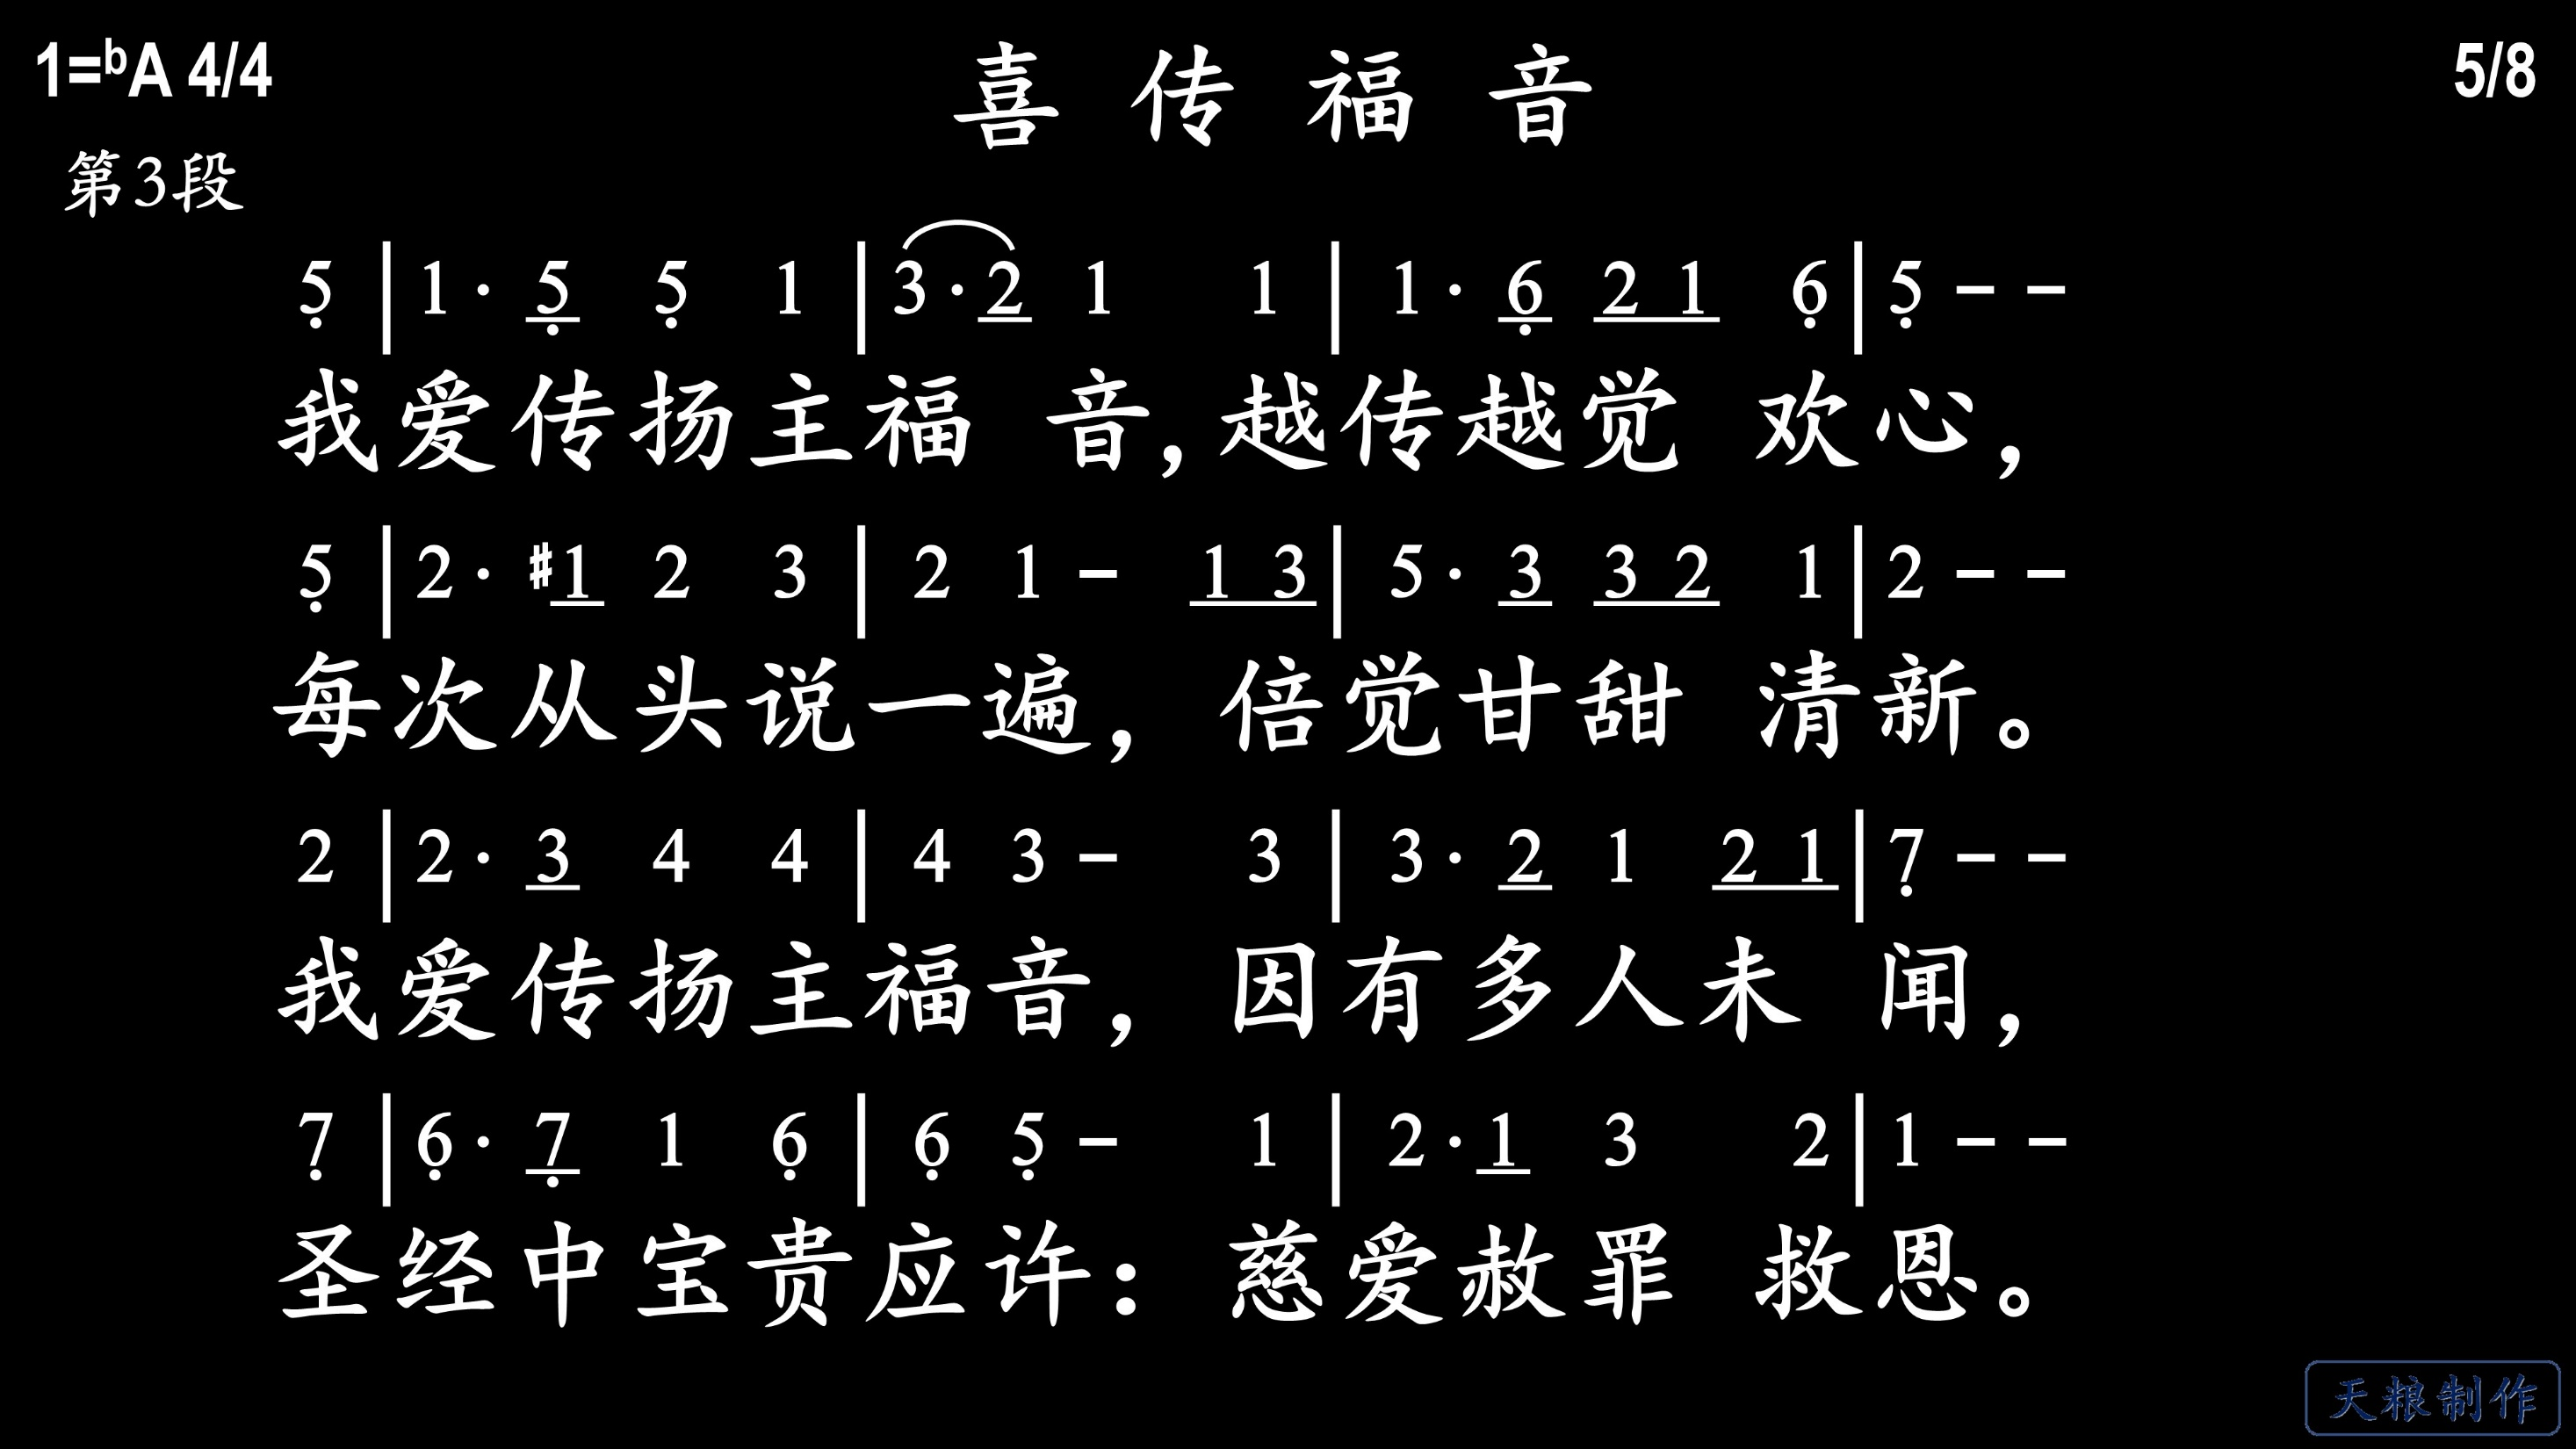 1=ᵇA 4/4
喜传福音
5/8
第3段
5̣ | 1· 5̣ 5̣ 1 | 3·2 1 1 | 1· 6̣ 2 1 6̣ | 5̣ – –
我爱传扬主福音,越传越觉欢心,
5̣ | 2· #1 2 3 | 2 1 – 1 3 | 5· 3 3 2 1 | 2 – –
每次从头说一遍,倍觉甘甜清新。
2 | 2· 3 4 4 | 4 3 – 3 | 3· 2 1 2 1 | 7̣ – –
我爱传扬主福音,因有多人未闻,
7̣ | 6̣· 7̣ 1 6̣ | 6̣ 5̣ – 1 | 2·1 3 2 | 1 – –
圣经中宝贵应许:慈爱赦罪救恩。
天粮制作